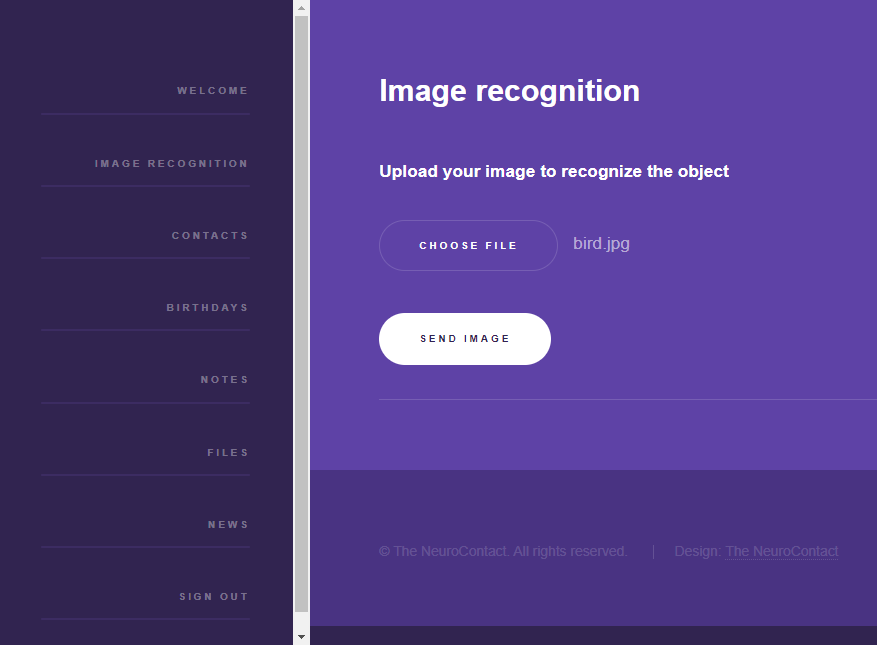 WELCOME
IMAGE RECOGNITION
CONTACTS
BIRTHDAYS
NOTES
FILES
NEWS
SIGN OUT
Image recognition
Upload your image to recognize the object
CHOOSE FILE bird.jpg
SEND IMAGE
© The NeuroContact. All rights reserved. | Design: The NeuroContact